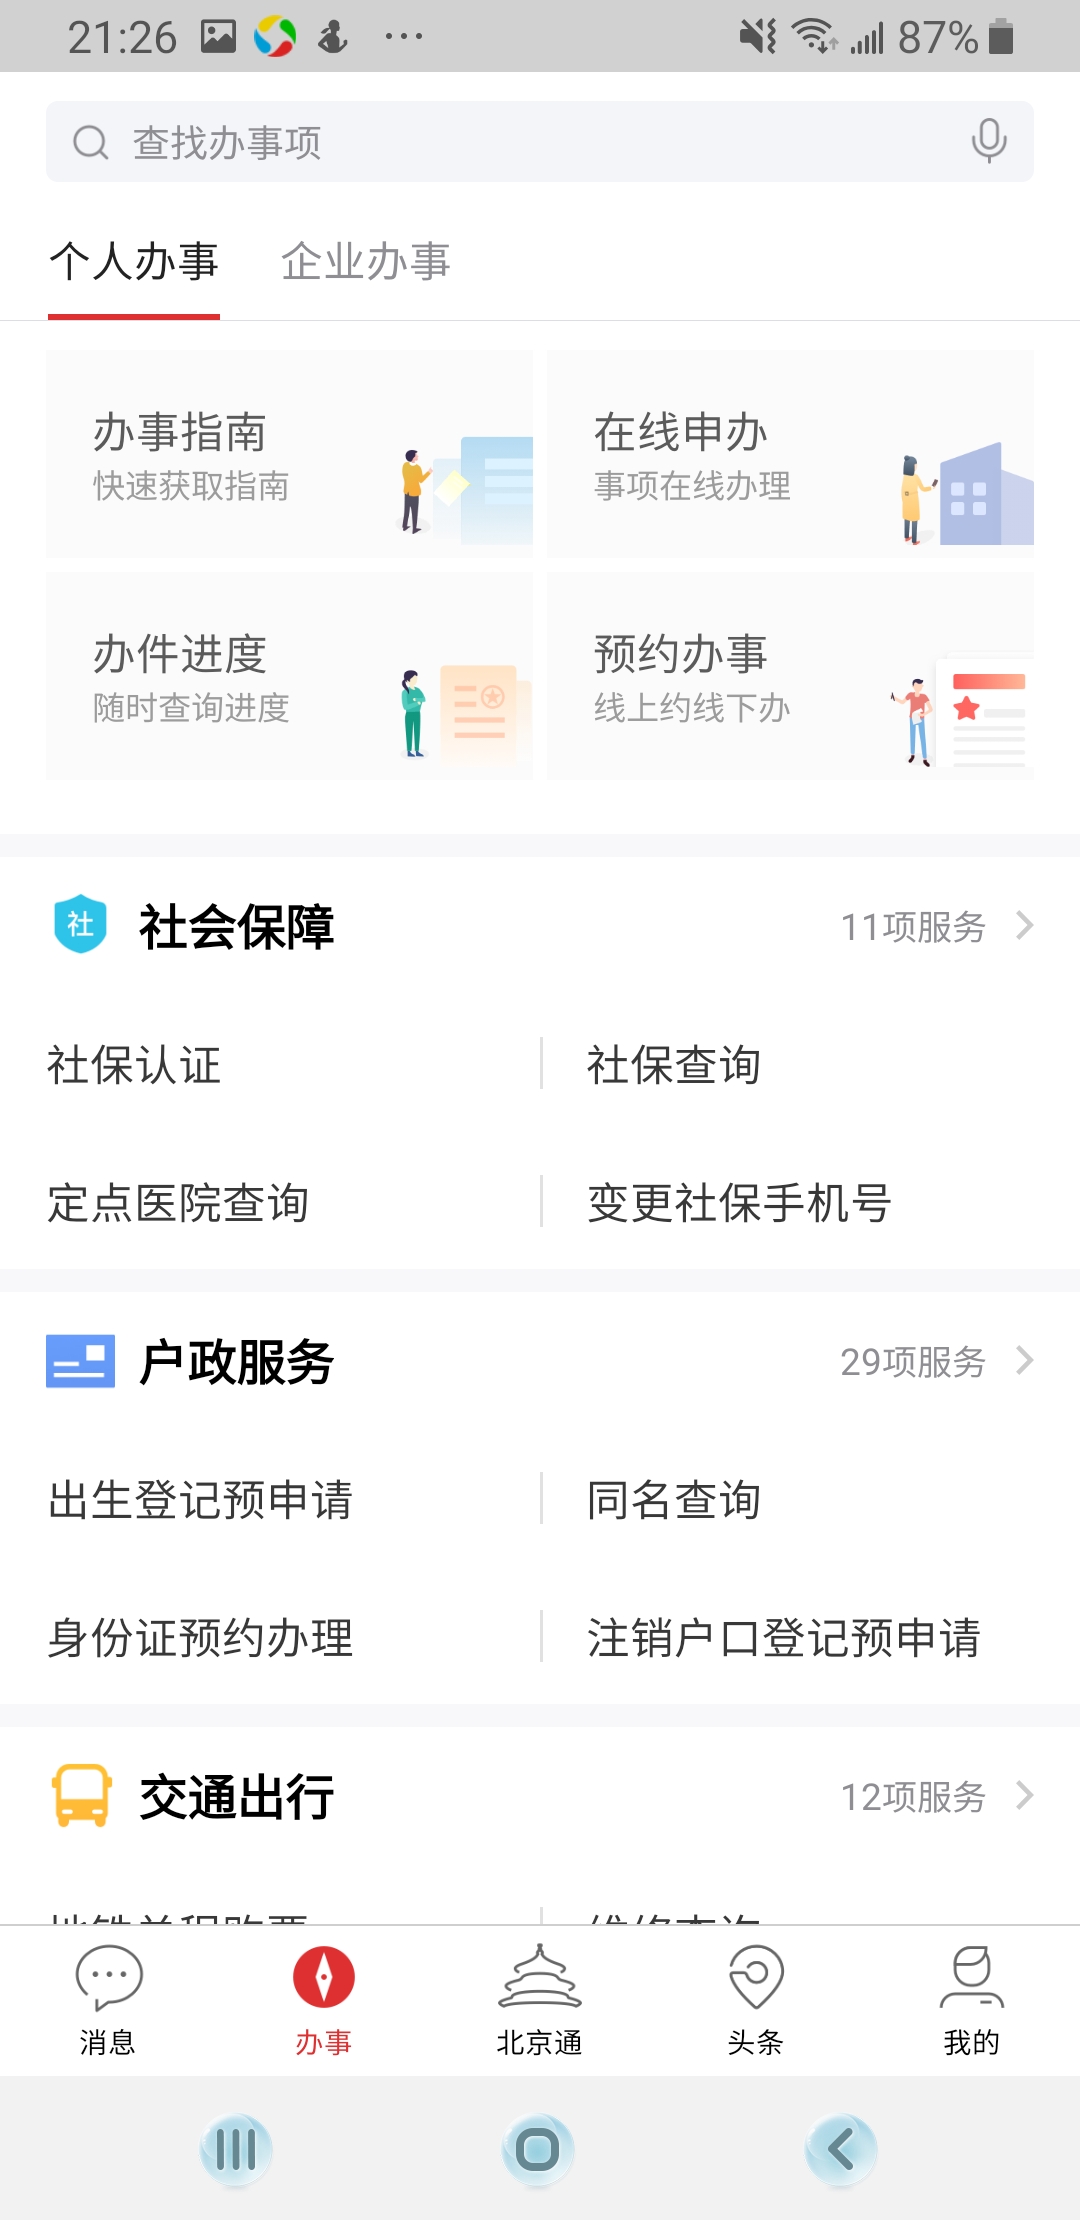 21:26
87%
查找办事项
个人办事 企业办事
办事指南
快速获取指南
在线申办
事项在线办理
办件进度
随时查询进度
预约办事
线上约线下办
社 社会保障 11项服务
社保认证 社保查询
定点医院查询 变更社保手机号
户政服务 29项服务
出生登记预申请 同名查询
身份证预约办理 注销户口登记预申请
交通出行 12项服务
消息 办事 北京通 头条 我的